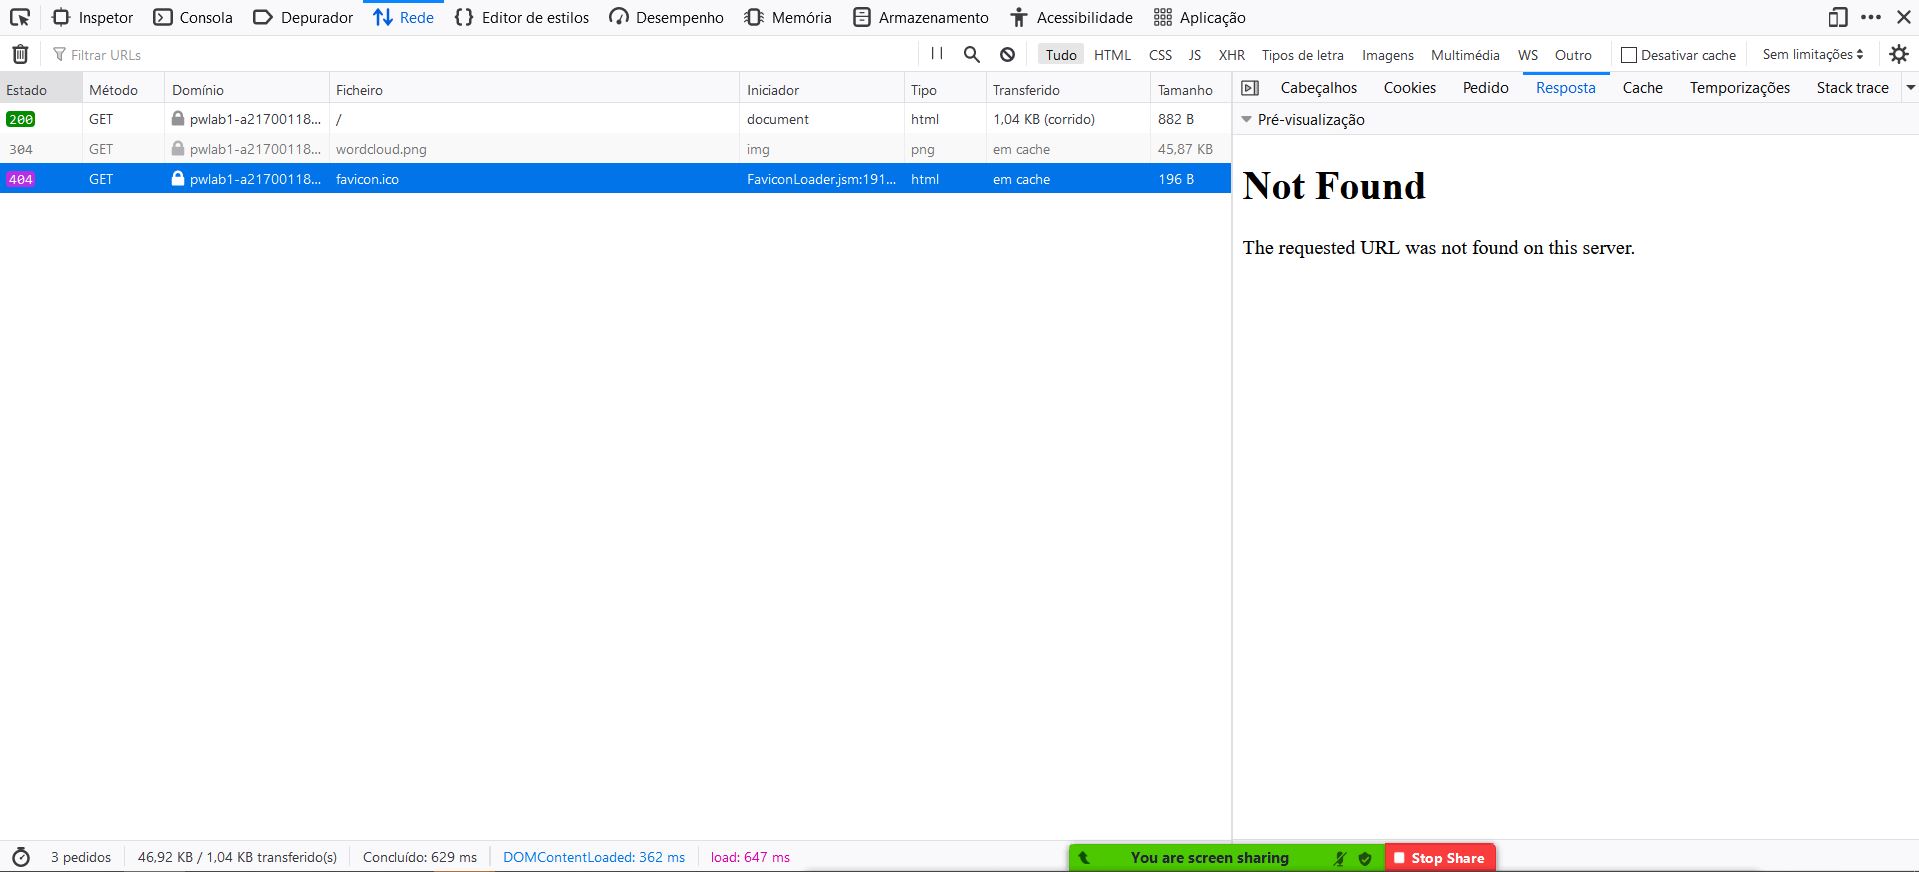 Inspetor Consola Depurador Rede Editor de estilos Desempenho Memória Armazenamento Acessibilidade Aplicação
Filtrar URLs Tudo HTML CSS JS XHR Tipos de letra Imagens Multimédia WS Outro Desativar cache Sem limitações
Estado Método Domínio Ficheiro Iniciador Tipo Transferido Tamanho
200 GET pwlab1-a21700118... / document html 1,04 KB (corrido) 882 B
304 GET pwlab1-a21700118... wordcloud.png img png em cache 45,87 KB
404 GET pwlab1-a21700118... favicon.ico FaviconLoader.jsm:191... html em cache 196 B
Cabeçalhos Cookies Pedido Resposta Cache Temporizações Stack trace
Pré-visualização
Not Found
The requested URL was not found on this server.
3 pedidos 46,92 KB / 1,04 KB transferido(s) Concluído: 629 ms DOMContentLoaded: 362 ms load: 647 ms
You are screen sharing Stop Share